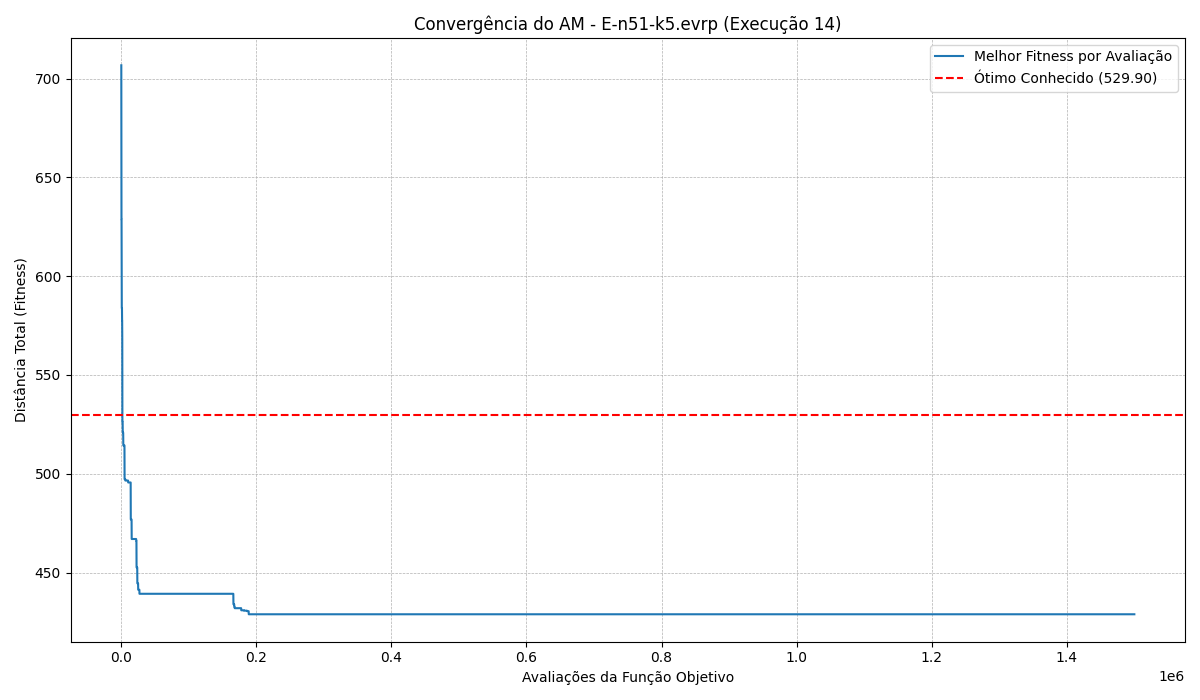 Convergência do AM - E-n51-k5.evrp (Execução 14)
Melhor Fitness por Avaliação
Ótimo Conhecido (529.90)
Distância Total (Fitness)
700
650
600
550
500
450
0.0 0.2 0.4 0.6 0.8 1.0 1.2 1.4
1e6
Avaliações da Função Objetivo